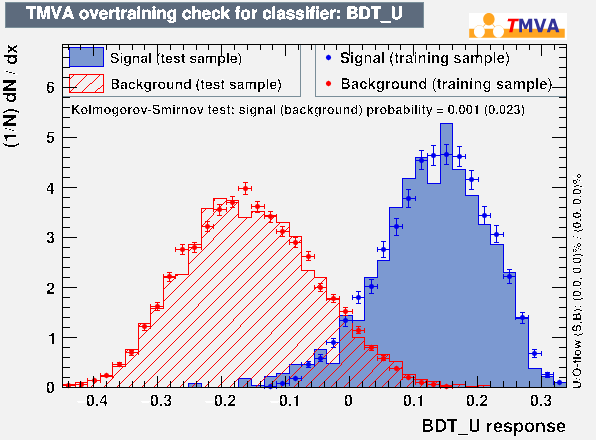 TMVA overtraining check for classifier: BDT_U
TMVA
Signal (test sample)
Background (test sample)
Signal (training sample)
Background (training sample)
Kolmogorov-Smirnov test: signal (background) probability = 0.001 (0.023)
(1/N) dN / dx
6
5
4
3
2
1
0
-0.4 -0.3 -0.2 -0.1 0 0.1 0.2 0.3
BDT_U response
U/O-flow (S,B): (0.0, 0.0)% / (0.0, 0.0)%